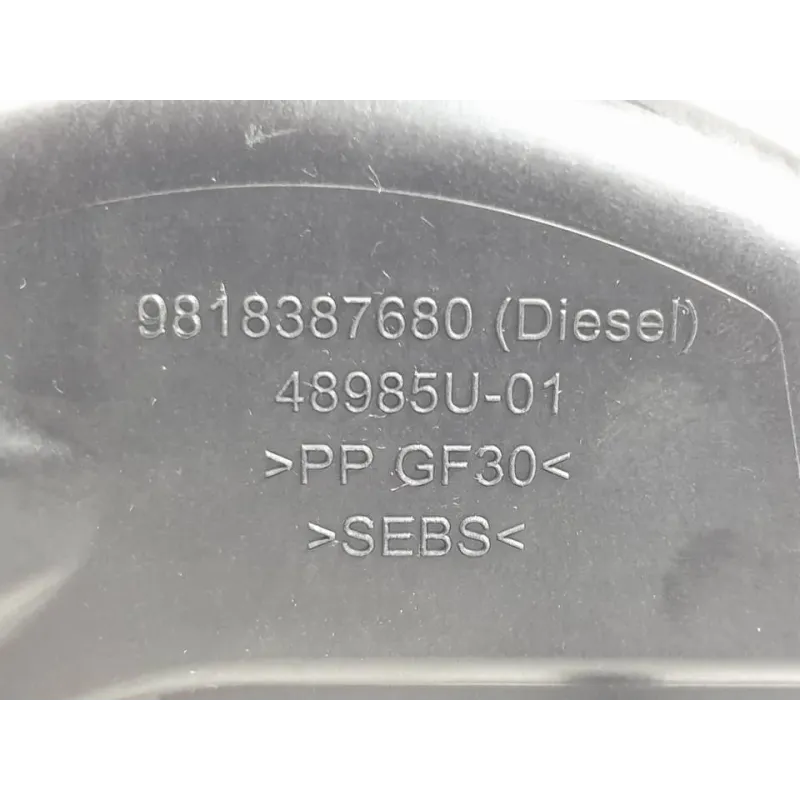 9818387680 (Diesel)
48985U-01
>PP GF30<
>SEBS<